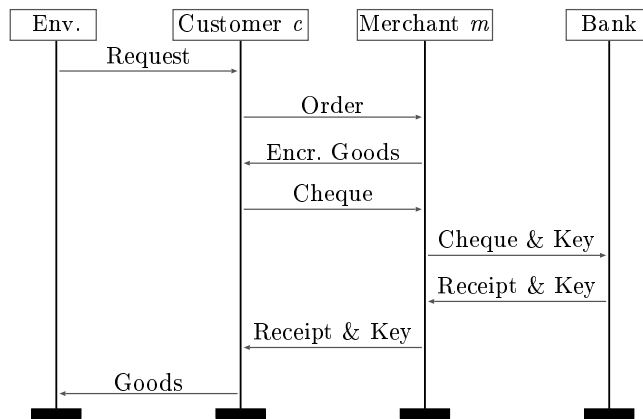 Env.
Customer c
Merchant m
Bank
Request
Order
Encr. Goods
Cheque
Cheque & Key
Receipt & Key
Receipt & Key
Goods